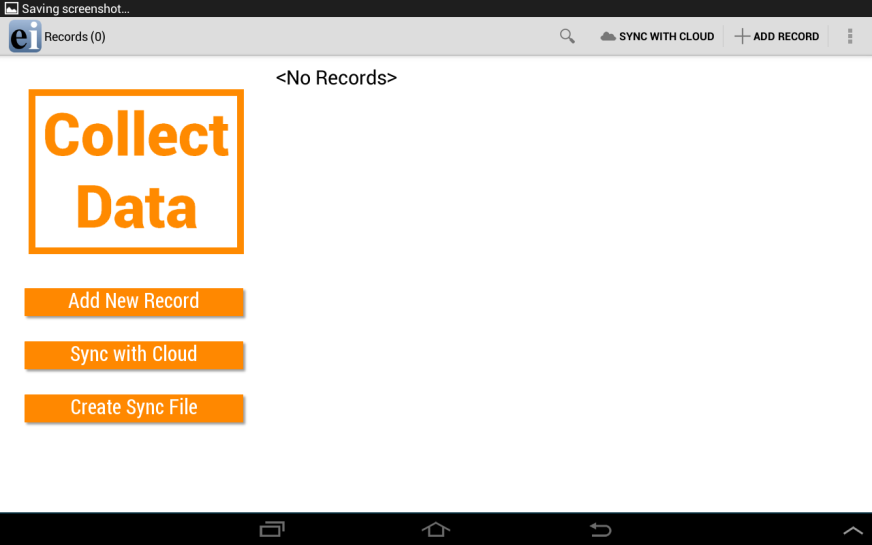 Saving screenshot...
ei Records (0)
SYNC WITH CLOUD
ADD RECORD
<No Records>
Collect
Data
Add New Record
Sync with Cloud
Create Sync File